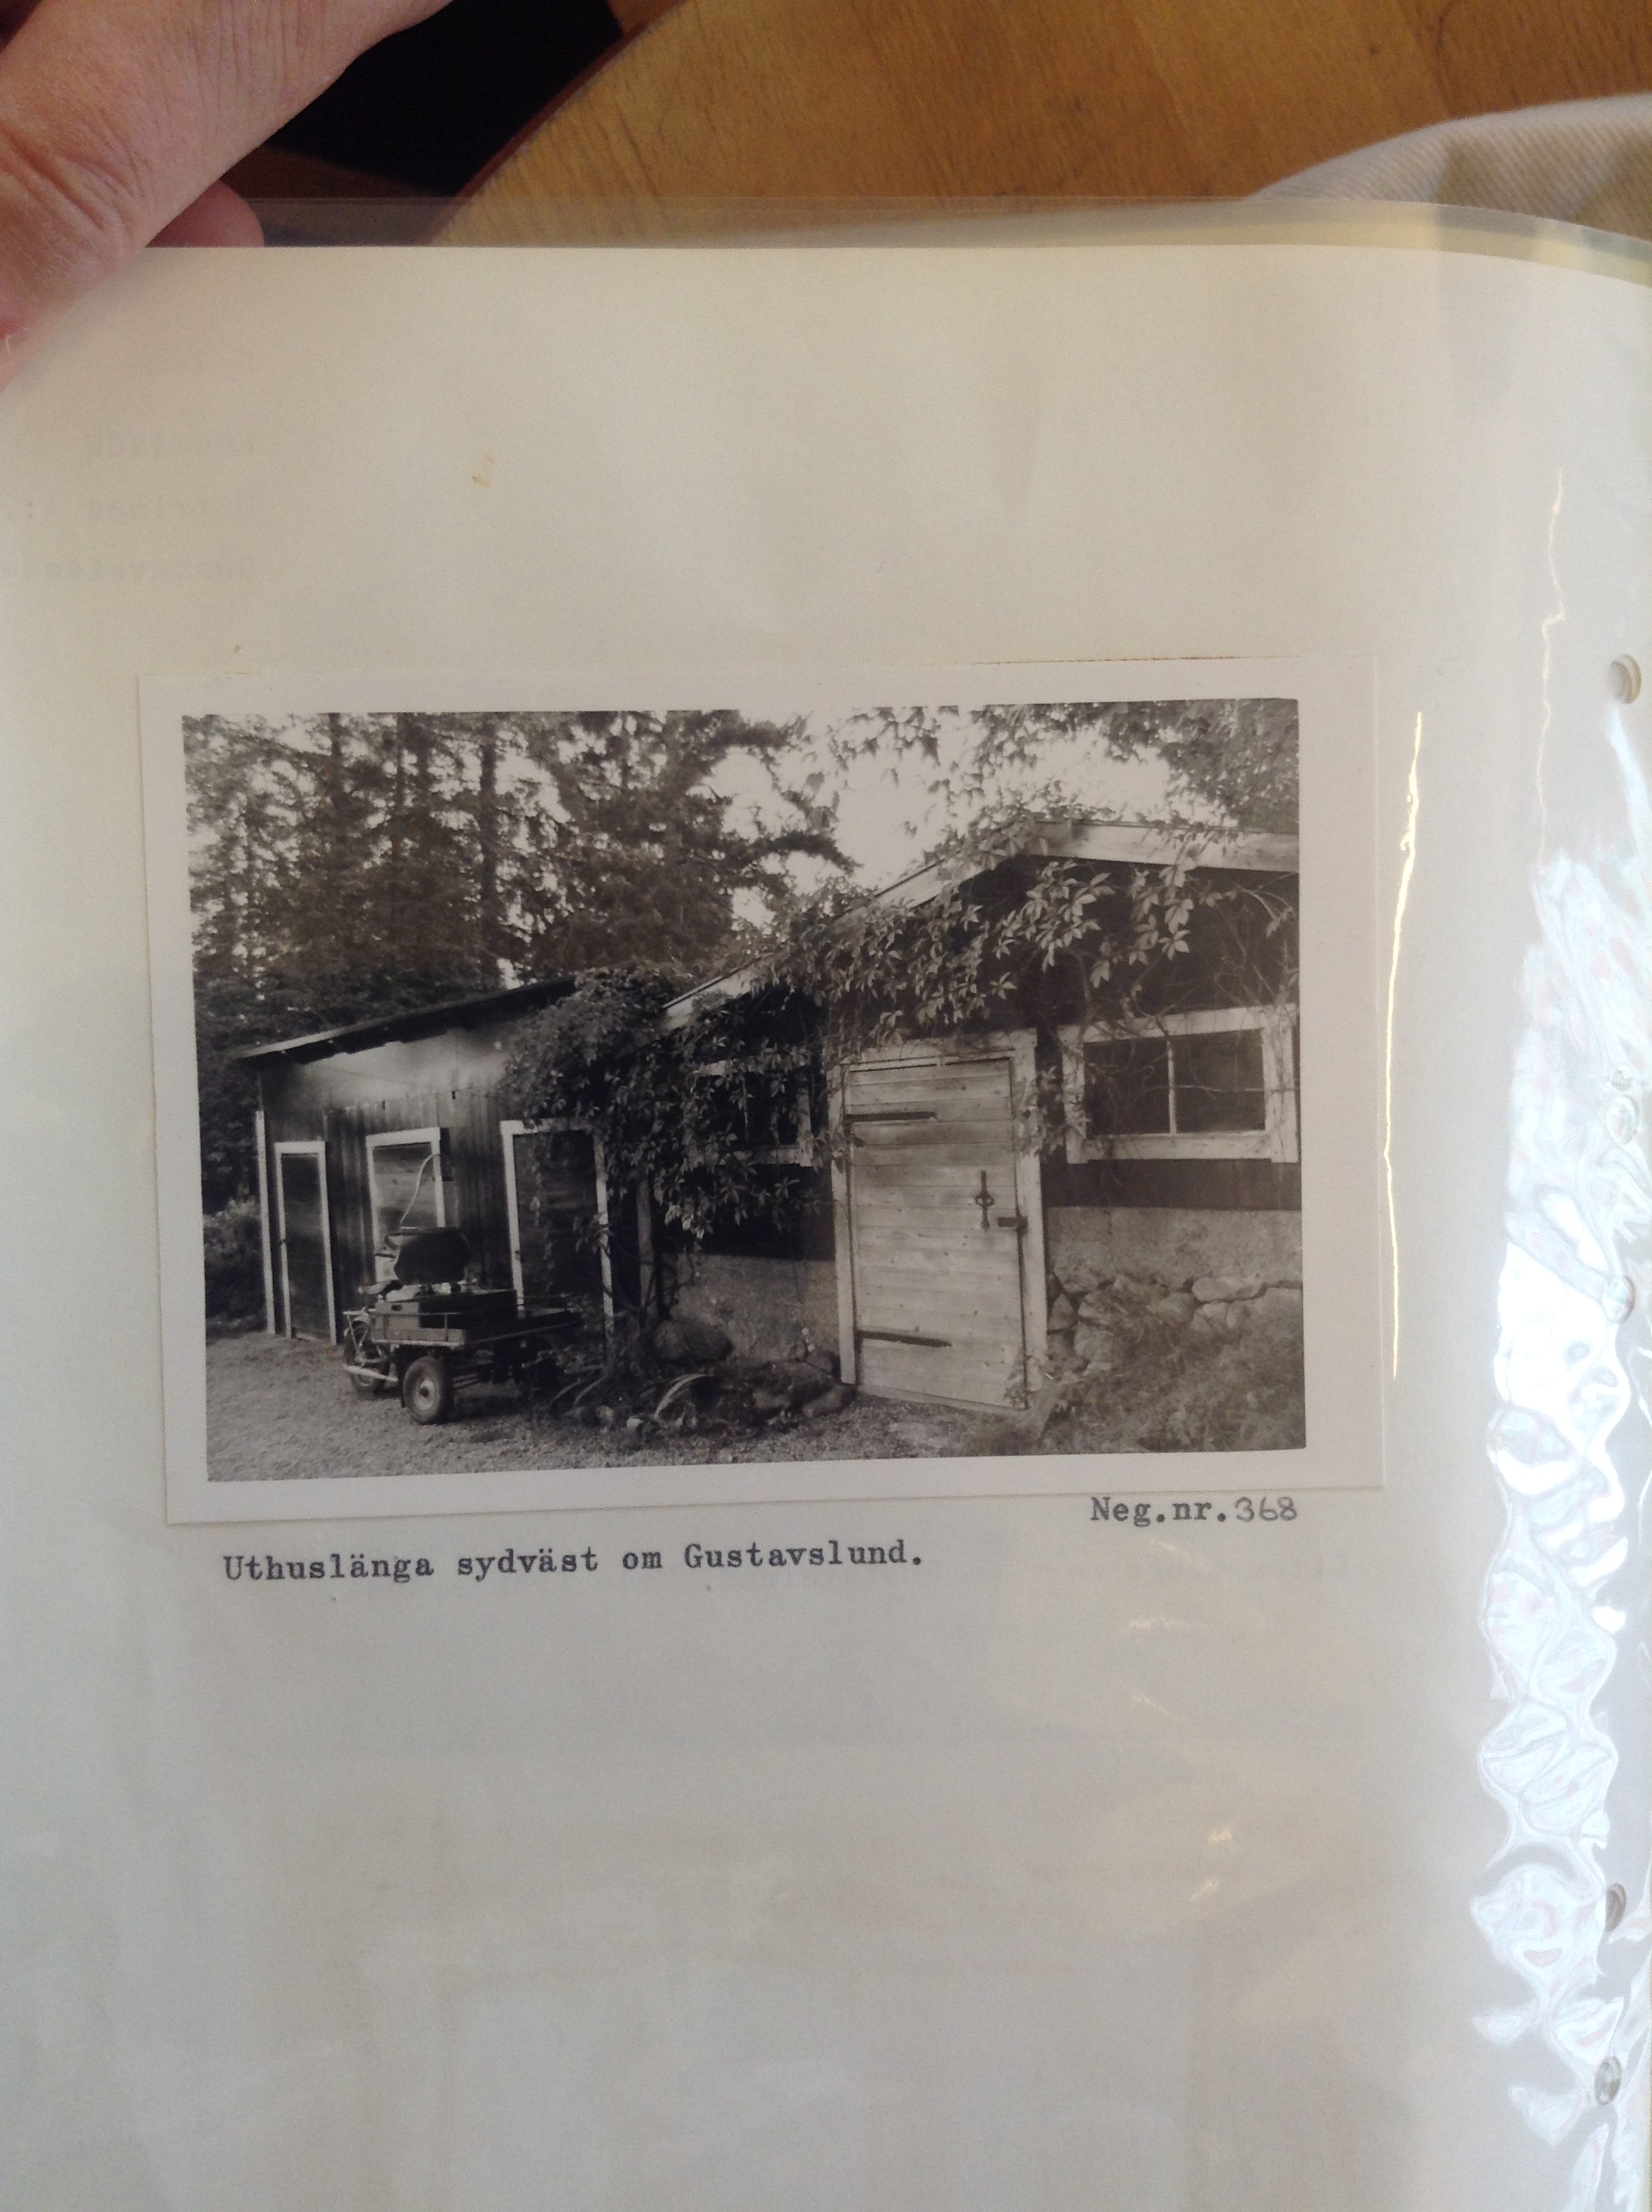 Neg.nr.368
Uthuslänga sydväst om Gustavslund.